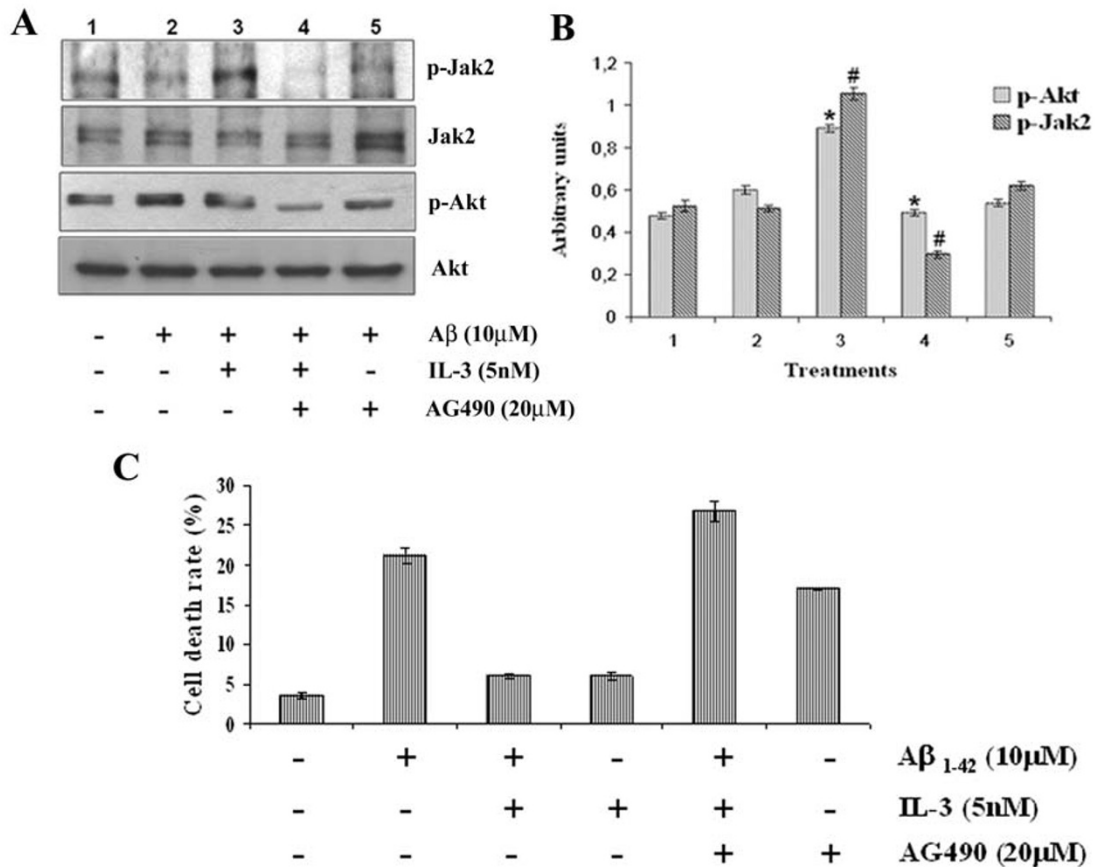 A
1 2 3 4 5
p-Jak2
Jak2
p-Akt
Akt
- + + + + Aβ (10μM)
- - + + - IL-3 (5nM)
- - - + + AG490 (20μM)
B
1,2
1
0,8
0,6
0,4
0,2
0
Arbitrary units
p-Akt
p-Jak2
*
#
*
#
1 2 3 4 5
Treatments
C
30
25
20
15
10
5
0
Cell death rate (%)
- + + - + - Aβ 1-42 (10μM)
- - + + + - IL-3 (5nM)
- - - - + + AG490 (20μM)